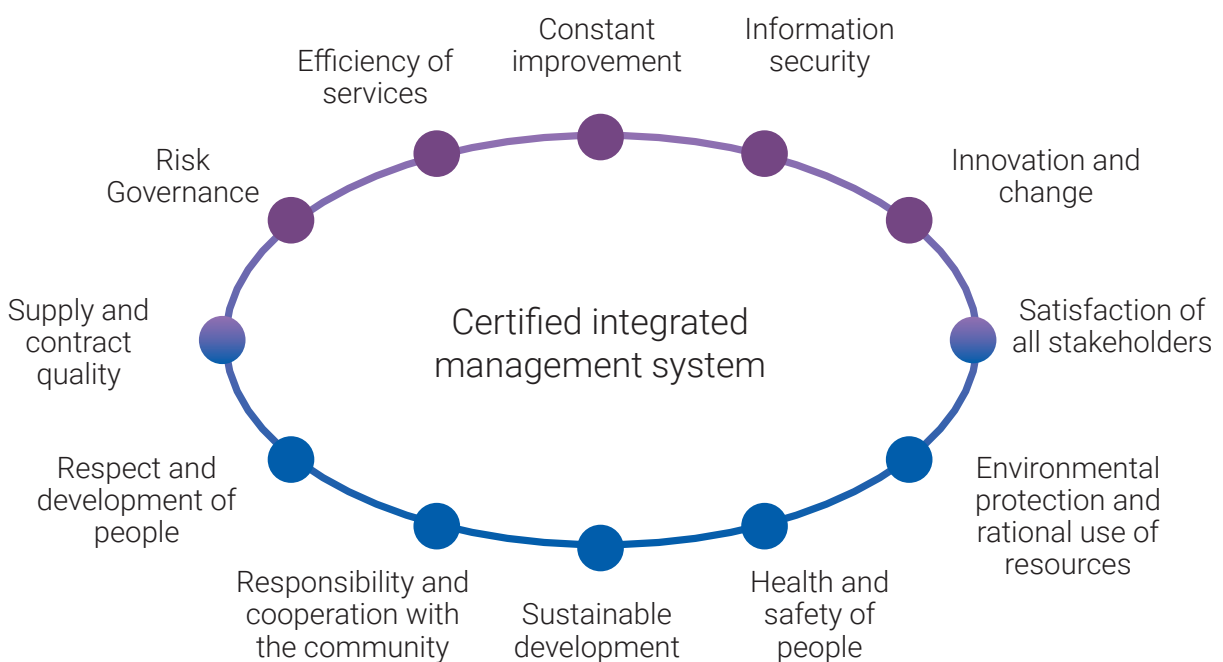 Constant
improvement
Information
security
Efficiency of
services
Innovation and
change
Risk
Governance
Satisfaction of
all stakeholders
Supply and
contract
quality
Certified integrated
management system
Environmental
protection and
rational use of
resources
Respect and
development of
people
Health and
safety of
people
Sustainable
development
Responsibility and
cooperation with
the community